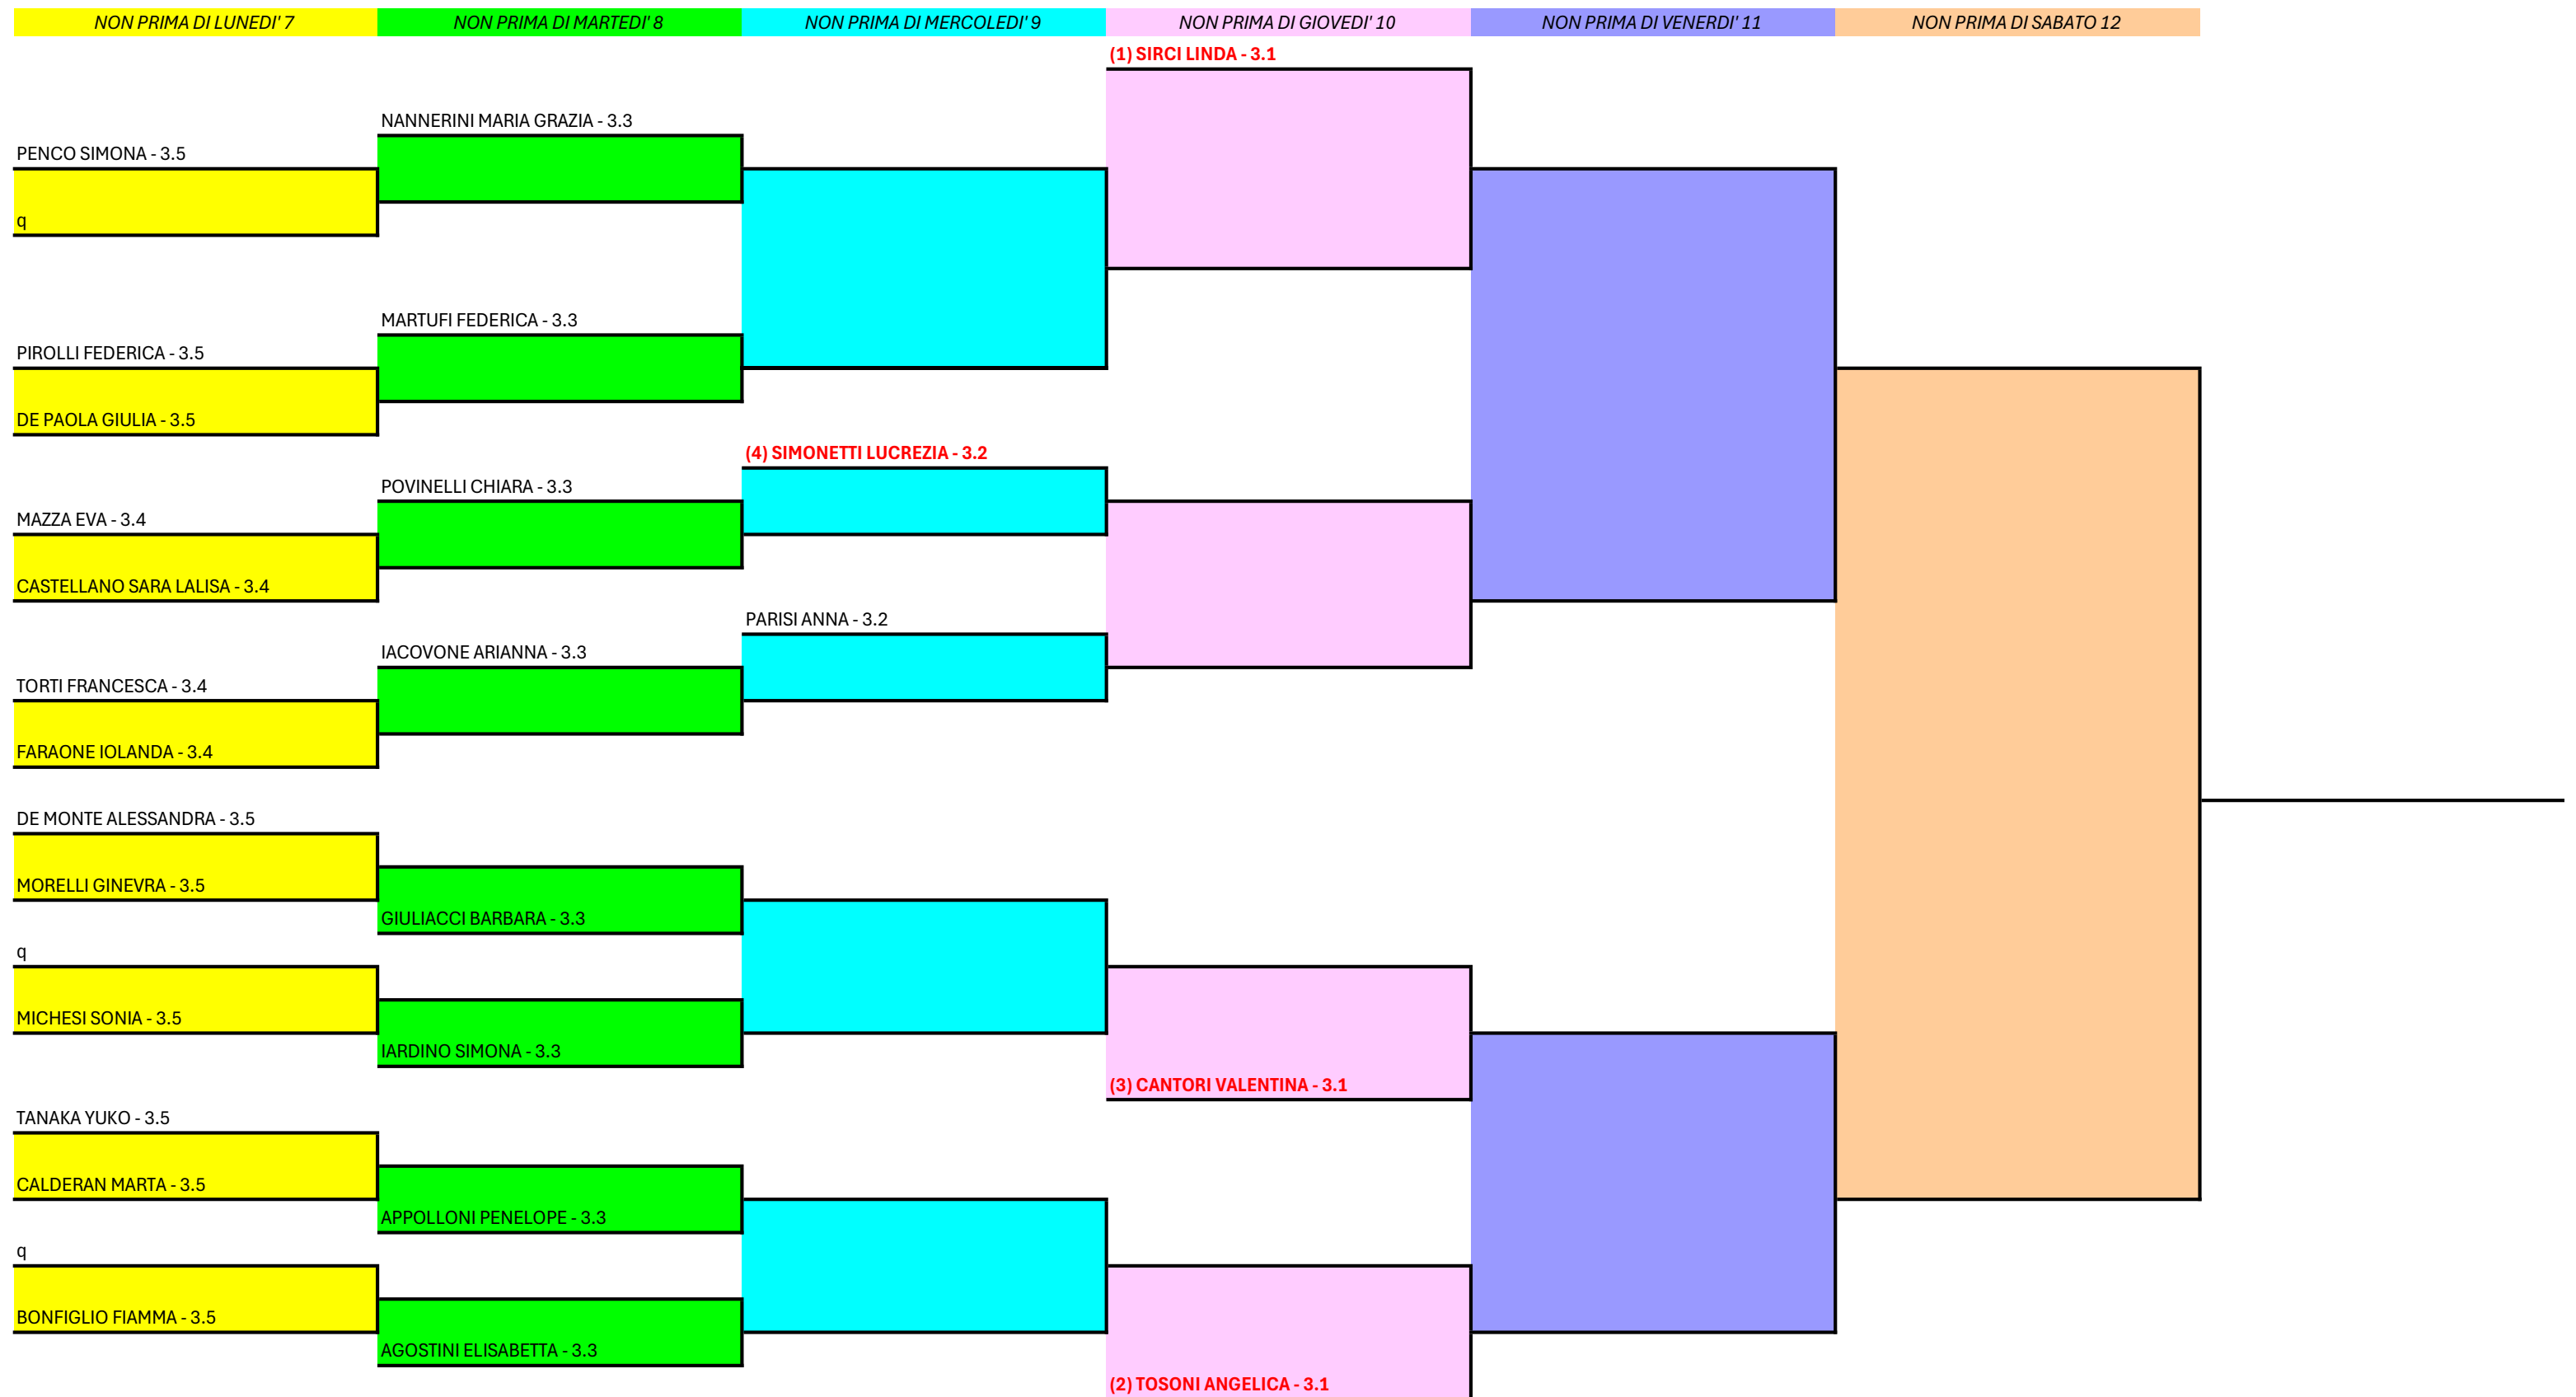 NON PRIMA DI LUNEDI' 7
NON PRIMA DI MARTEDI' 8
NON PRIMA DI MERCOLEDI' 9
NON PRIMA DI GIOVEDI' 10
NON PRIMA DI VENERDI' 11
NON PRIMA DI SABATO 12
(1) SIRCI LINDA - 3.1
NANNERINI MARIA GRAZIA - 3.3
PENCO SIMONA - 3.5
q
MARTUFI FEDERICA - 3.3
PIROLLI FEDERICA - 3.5
DE PAOLA GIULIA - 3.5
(4) SIMONETTI LUCREZIA - 3.2
POVINELLI CHIARA - 3.3
MAZZA EVA - 3.4
CASTELLANO SARA LALISA - 3.4
PARISI ANNA - 3.2
IACOVONE ARIANNA - 3.3
TORTI FRANCESCA - 3.4
FARAONE IOLANDA - 3.4
DE MONTE ALESSANDRA - 3.5
MORELLI GINEVRA - 3.5
GIULIACCI BARBARA - 3.3
q
MICHESI SONIA - 3.5
IARDINO SIMONA - 3.3
(3) CANTORI VALENTINA - 3.1
TANAKA YUKO - 3.5
CALDERAN MARTA - 3.5
APPOLLONI PENELOPE - 3.3
q
BONFIGLIO FIAMMA - 3.5
AGOSTINI ELISABETTA - 3.3
(2) TOSONI ANGELICA - 3.1